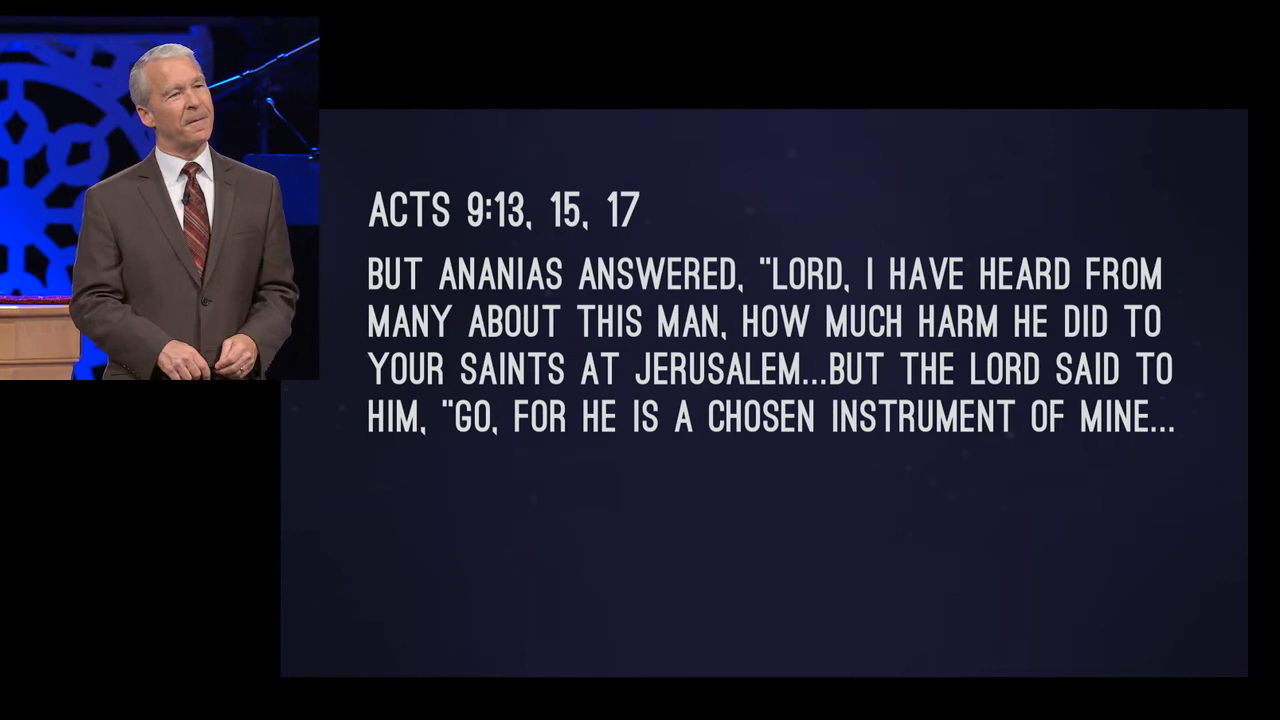 ACTS 9:13, 15, 17
BUT ANANIAS ANSWERED, "LORD, I HAVE HEARD FROM
MANY ABOUT THIS MAN, HOW MUCH HARM HE DID TO
YOUR SAINTS AT JERUSALEM...BUT THE LORD SAID TO
HIM, "GO, FOR HE IS A CHOSEN INSTRUMENT OF MINE...